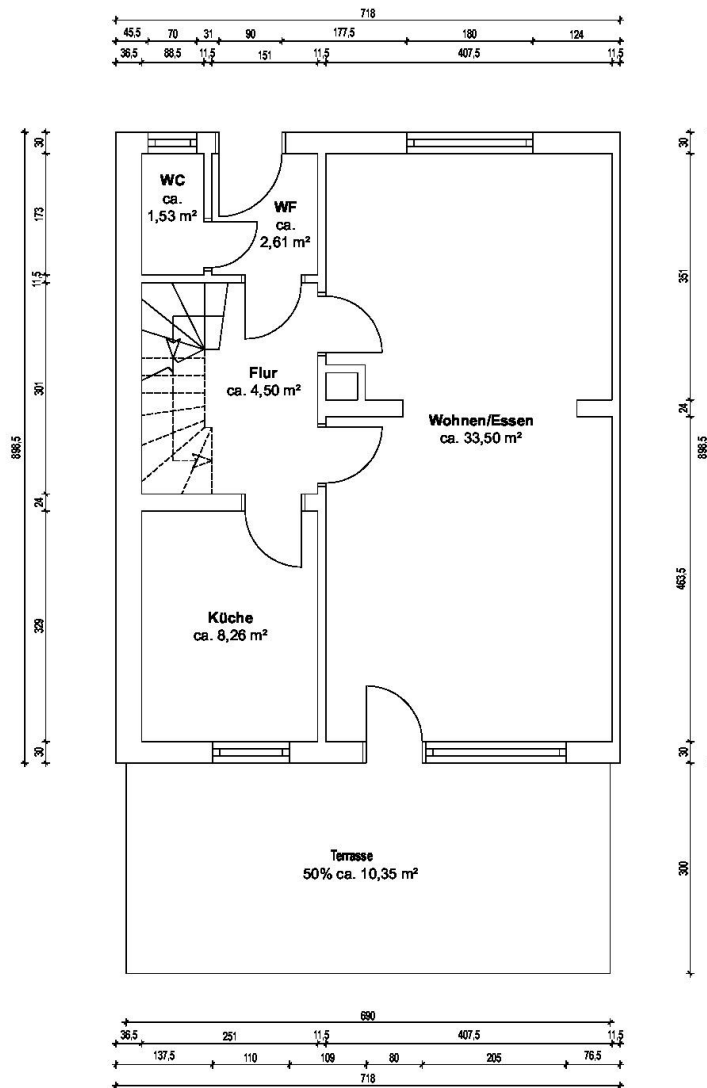 718
45,5 70 31 90 177,5 180 124
36,5 88,5 11,5 151 11,5 407,5 11,5
30
30
WC
ca.
1,53 m²
WF
ca.
2,61 m²
173
11,5
351
Flur
ca. 4,50 m²
301
24
Wohnen/Essen
ca. 33,50 m²
898,5
898,5
24
463,5
Küche
ca. 8,26 m²
329
30
30
Terrasse
50% ca. 10,35 m²
300
690
36,5 251 11,5 407,5 11,5
137,5 110 109 80 205 76,5
718